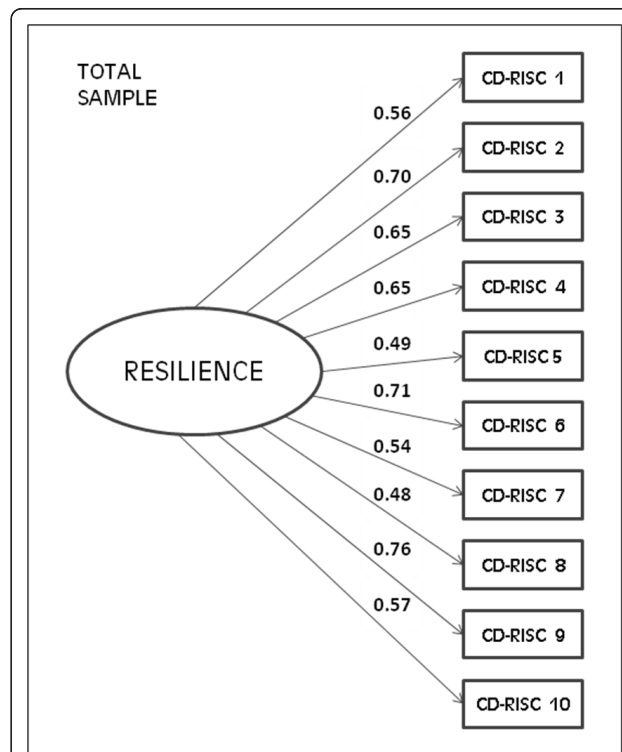 TOTAL
SAMPLE
CD-RISC 1
0.56
CD-RISC 2
0.70
CD-RISC 3
0.65
CD-RISC 4
0.65
RESILIENCE
0.49
CD-RISC 5
0.71
CD-RISC 6
0.54
CD-RISC 7
0.48
CD-RISC 8
0.76
CD-RISC 9
0.57
CD-RISC 10